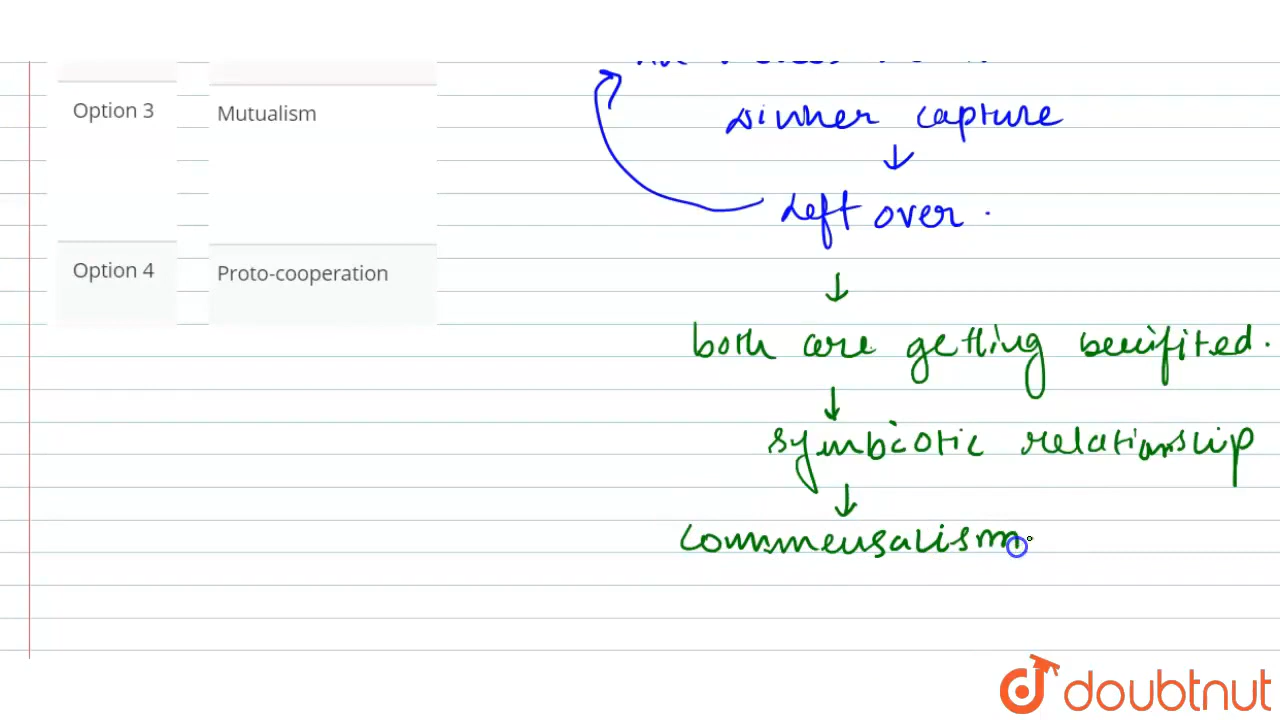 Option 3
Mutualism
Option 4
Proto-cooperation
Dinner capture
↓
Left over.
↓
both are getting benifited.
↓
symbiotic relationship
↓
commensalism.
doubtnut